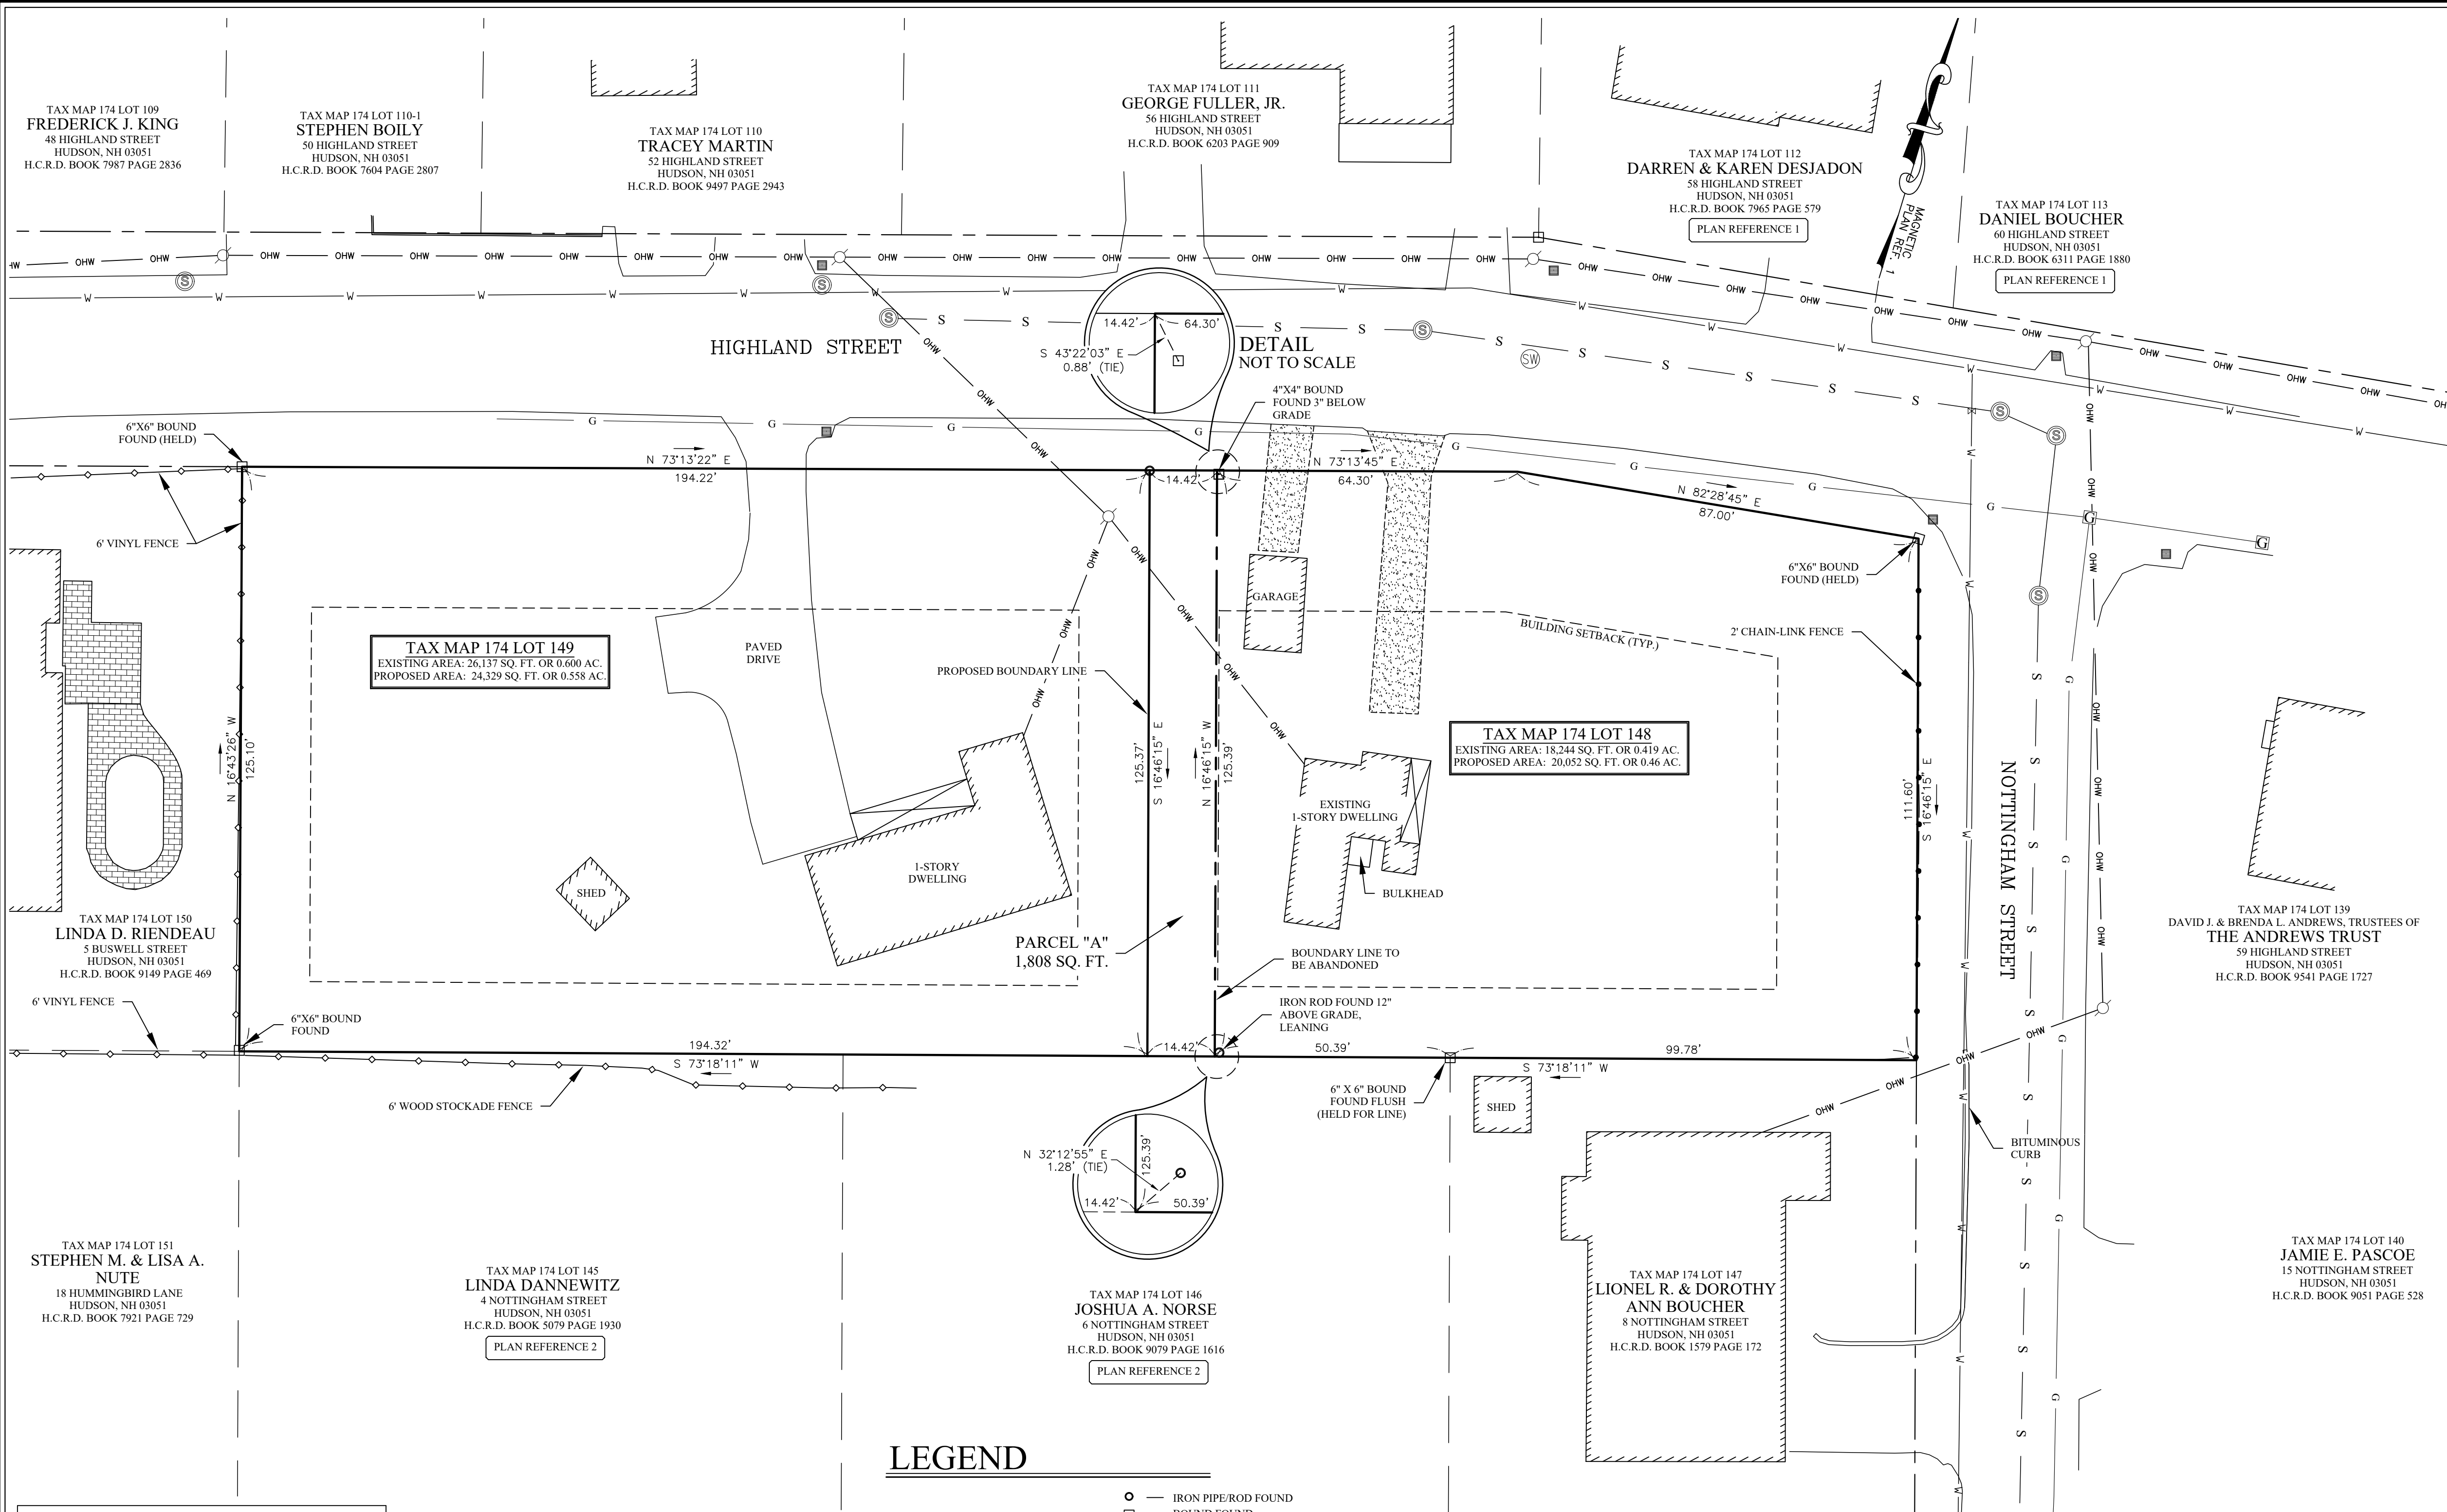 TAX MAP 174 LOT 109
FREDERICK J. KING
48 HIGHLAND STREET
HUDSON, NH 03051
H.C.R.D. BOOK 7987 PAGE 2836
TAX MAP 174 LOT 110-1
STEPHEN BOILY
50 HIGHLAND STREET
HUDSON, NH 03051
H.C.R.D. BOOK 7604 PAGE 2807
TAX MAP 174 LOT 110
TRACEY MARTIN
52 HIGHLAND STREET
HUDSON, NH 03051
H.C.R.D. BOOK 9497 PAGE 2943
TAX MAP 174 LOT 111
GEORGE FULLER, JR.
56 HIGHLAND STREET
HUDSON, NH 03051
H.C.R.D. BOOK 6203 PAGE 909
TAX MAP 174 LOT 112
DARREN & KAREN DESJADON
58 HIGHLAND STREET
HUDSON, NH 03051
H.C.R.D. BOOK 7965 PAGE 579
PLAN REFERENCE 1
MAGNETIC
PLAN REF. 1
TAX MAP 174 LOT 113
DANIEL BOUCHER
60 HIGHLAND STREET
HUDSON, NH 03051
H.C.R.D. BOOK 6311 PAGE 1880
PLAN REFERENCE 1
OHW OHW OHW OHW OHW OHW OHW OHW OHW OHW OHW OHW OHW OHW OHW OHW OHW OHW OHW
W W W W W W W W W W
S S S S S S S S S
HIGHLAND STREET
14.42' 64.30'
S 43°22'03" E
0.88' (TIE)
DETAIL
NOT TO SCALE
SW
4"X4" BOUND
FOUND 3" BELOW
GRADE
6"X6" BOUND
FOUND (HELD)
G G G G G G G G
N 73°13'22" E
194.22'
14.42'
N 73°13'45" E
64.30'
N 82°28'45" E
87.00'
6' VINYL FENCE
6"X6" BOUND
FOUND (HELD)
GARAGE
BUILDING SETBACK (TYP.)
2' CHAIN-LINK FENCE
TAX MAP 174 LOT 149
EXISTING AREA: 26,137 SQ. FT. OR 0.600 AC.
PROPOSED AREA: 24,329 SQ. FT. OR 0.558 AC.
PAVED
DRIVE
PROPOSED BOUNDARY LINE
N 16°43'26" W
125.10'
125.37'
S 16°46'15" E
N 16°46'15" W
125.39'
TAX MAP 174 LOT 148
EXISTING AREA: 18,244 SQ. FT. OR 0.419 AC.
PROPOSED AREA: 20,052 SQ. FT. OR 0.46 AC.
EXISTING
1-STORY DWELLING
BULKHEAD
111.60'
S 16°46'15" E
NOTTINGHAM STREET
1-STORY
DWELLING
SHED
TAX MAP 174 LOT 150
LINDA D. RIENDEAU
5 BUSWELL STREET
HUDSON, NH 03051
H.C.R.D. BOOK 9149 PAGE 469
PARCEL "A"
1,808 SQ. FT.
BOUNDARY LINE TO
BE ABANDONED
TAX MAP 174 LOT 139
DAVID J. & BRENDA L. ANDREWS, TRUSTEES OF
THE ANDREWS TRUST
59 HIGHLAND STREET
HUDSON, NH 03051
H.C.R.D. BOOK 9541 PAGE 1727
6' VINYL FENCE
6"X6" BOUND
FOUND
IRON ROD FOUND 12"
ABOVE GRADE,
LEANING
194.32'
S 73°18'11" W
14.42'
50.39'
99.78'
S 73°18'11" W
6' WOOD STOCKADE FENCE
6" X 6" BOUND
FOUND FLUSH
(HELD FOR LINE)
SHED
N 32°12'55" E
1.28' (TIE)
125.39'
14.42' 50.39'
BITUMINOUS
CURB
TAX MAP 174 LOT 151
STEPHEN M. & LISA A.
NUTE
18 HUMMINGBIRD LANE
HUDSON, NH 03051
H.C.R.D. BOOK 7921 PAGE 729
TAX MAP 174 LOT 145
LINDA DANNEWITZ
4 NOTTINGHAM STREET
HUDSON, NH 03051
H.C.R.D. BOOK 5079 PAGE 1930
PLAN REFERENCE 2
TAX MAP 174 LOT 146
JOSHUA A. NORSE
6 NOTTINGHAM STREET
HUDSON, NH 03051
H.C.R.D. BOOK 9079 PAGE 1616
PLAN REFERENCE 2
TAX MAP 174 LOT 147
LIONEL R. & DOROTHY
ANN BOUCHER
8 NOTTINGHAM STREET
HUDSON, NH 03051
H.C.R.D. BOOK 1579 PAGE 172
TAX MAP 174 LOT 140
JAMIE E. PASCOE
15 NOTTINGHAM STREET
HUDSON, NH 03051
H.C.R.D. BOOK 9051 PAGE 528
LEGEND
IRON PIPE/ROD FOUND